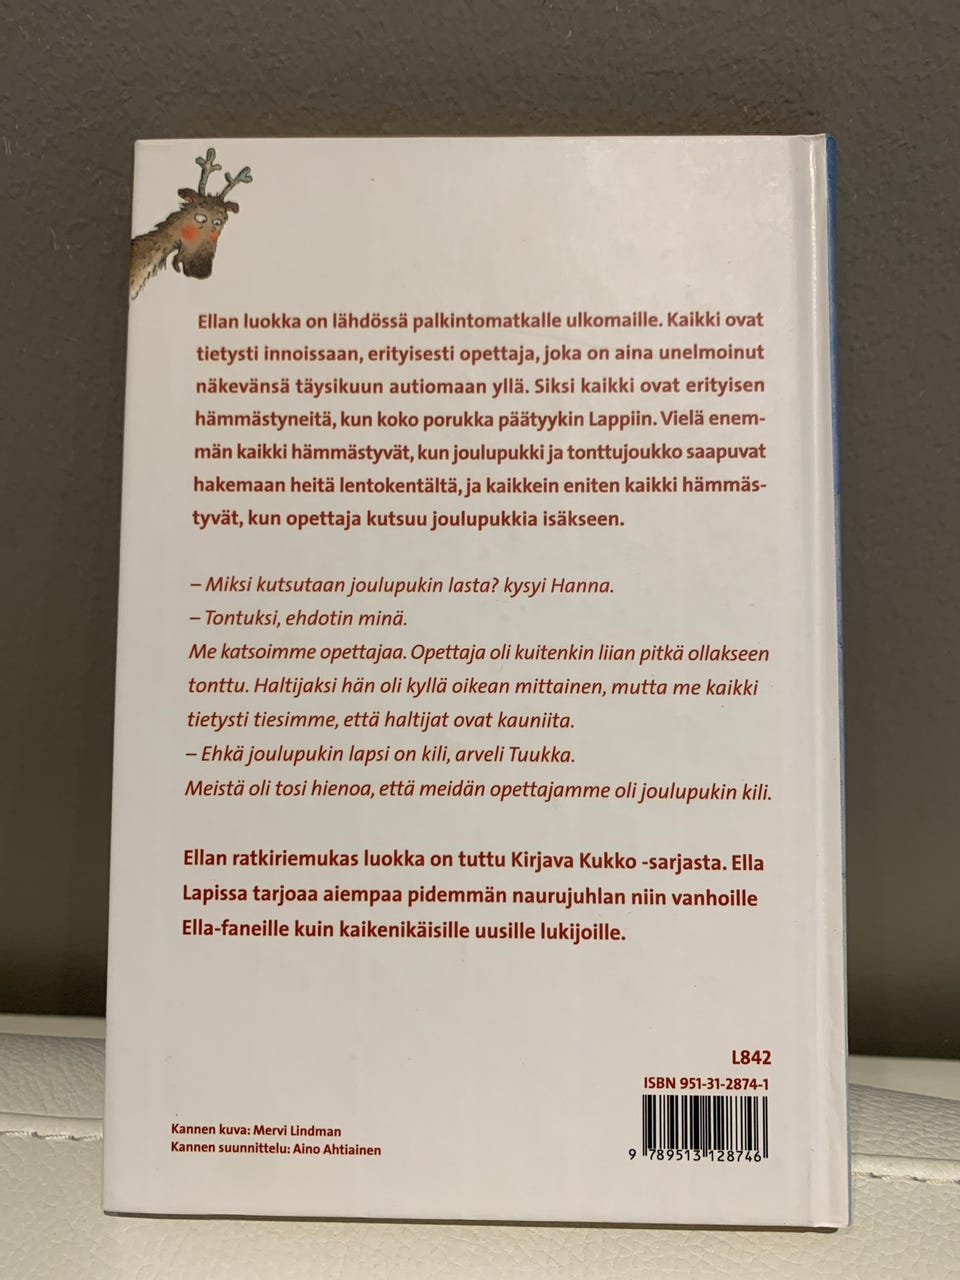 Ellan luokka on lähdössä palkintomatkalle ulkomaille. Kaikki ovat
tietysti innoissaan, erityisesti opettaja, joka on aina unelmoinut
näkevänsä täysikuun autiomaan yllä. Siksi kaikki ovat erityisen
hämmästyneitä, kun koko porukka päätyykin Lappiin. Vielä enem-
män kaikki hämmästyvät, kun joulupukki ja tonttujoukko saapuvat
hakemaan heitä lentokentältä, ja kaikkein eniten kaikki hämmäs-
tyvät, kun opettaja kutsuu joulupukkia isäkseen.
– Miksi kutsutaan joulupukin lasta? kysyi Hanna.
– Tontuksi, ehdotin minä.
Me katsoimme opettajaa. Opettaja oli kuitenkin liian pitkä ollakseen
tonttu. Haltijaksi hän oli kyllä oikean mittainen, mutta me kaikki
tietysti tiesimme, että haltijat ovat kauniita.
– Ehkä joulupukin lapsi on kili, arveli Tuukka.
Meistä oli tosi hienoa, että meidän opettajamme oli joulupukin kili.
Ellan ratkiriemukas luokka on tuttu Kirjava Kukko -sarjasta. Ella
Lapissa tarjoaa aiempaa pidemmän naurujuhlan niin vanhoille
Ella-faneille kuin kaikenikäisille uusille lukijoille.
L842
ISBN 951-31-2874-1
9 789513 128746
Kannen kuva: Mervi Lindman
Kannen suunnittelu: Aino Ahtiainen